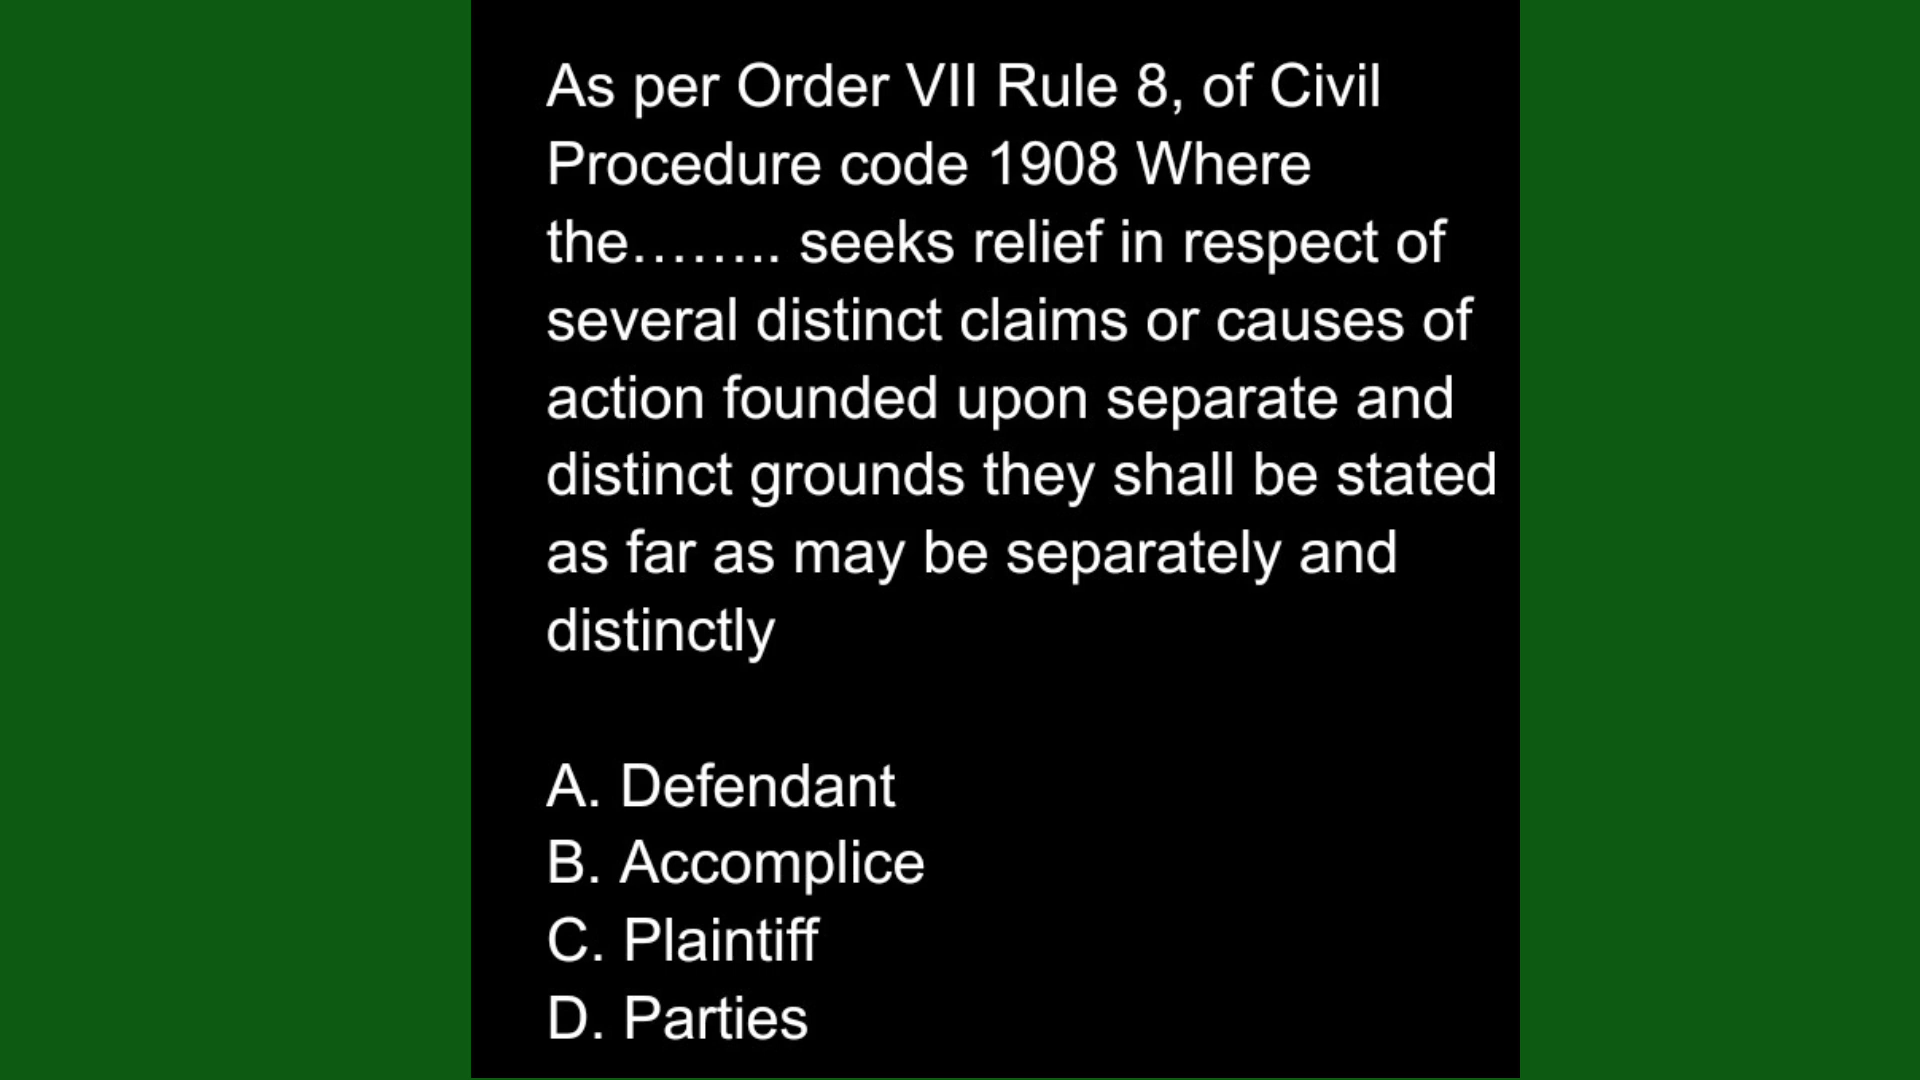 As per Order VII Rule 8, of Civil
Procedure code 1908 Where
the…….. seeks relief in respect of
several distinct claims or causes of
action founded upon separate and
distinct grounds they shall be stated
as far as may be separately and
distinctly
A. Defendant
B. Accomplice
C. Plaintiff
D. Parties